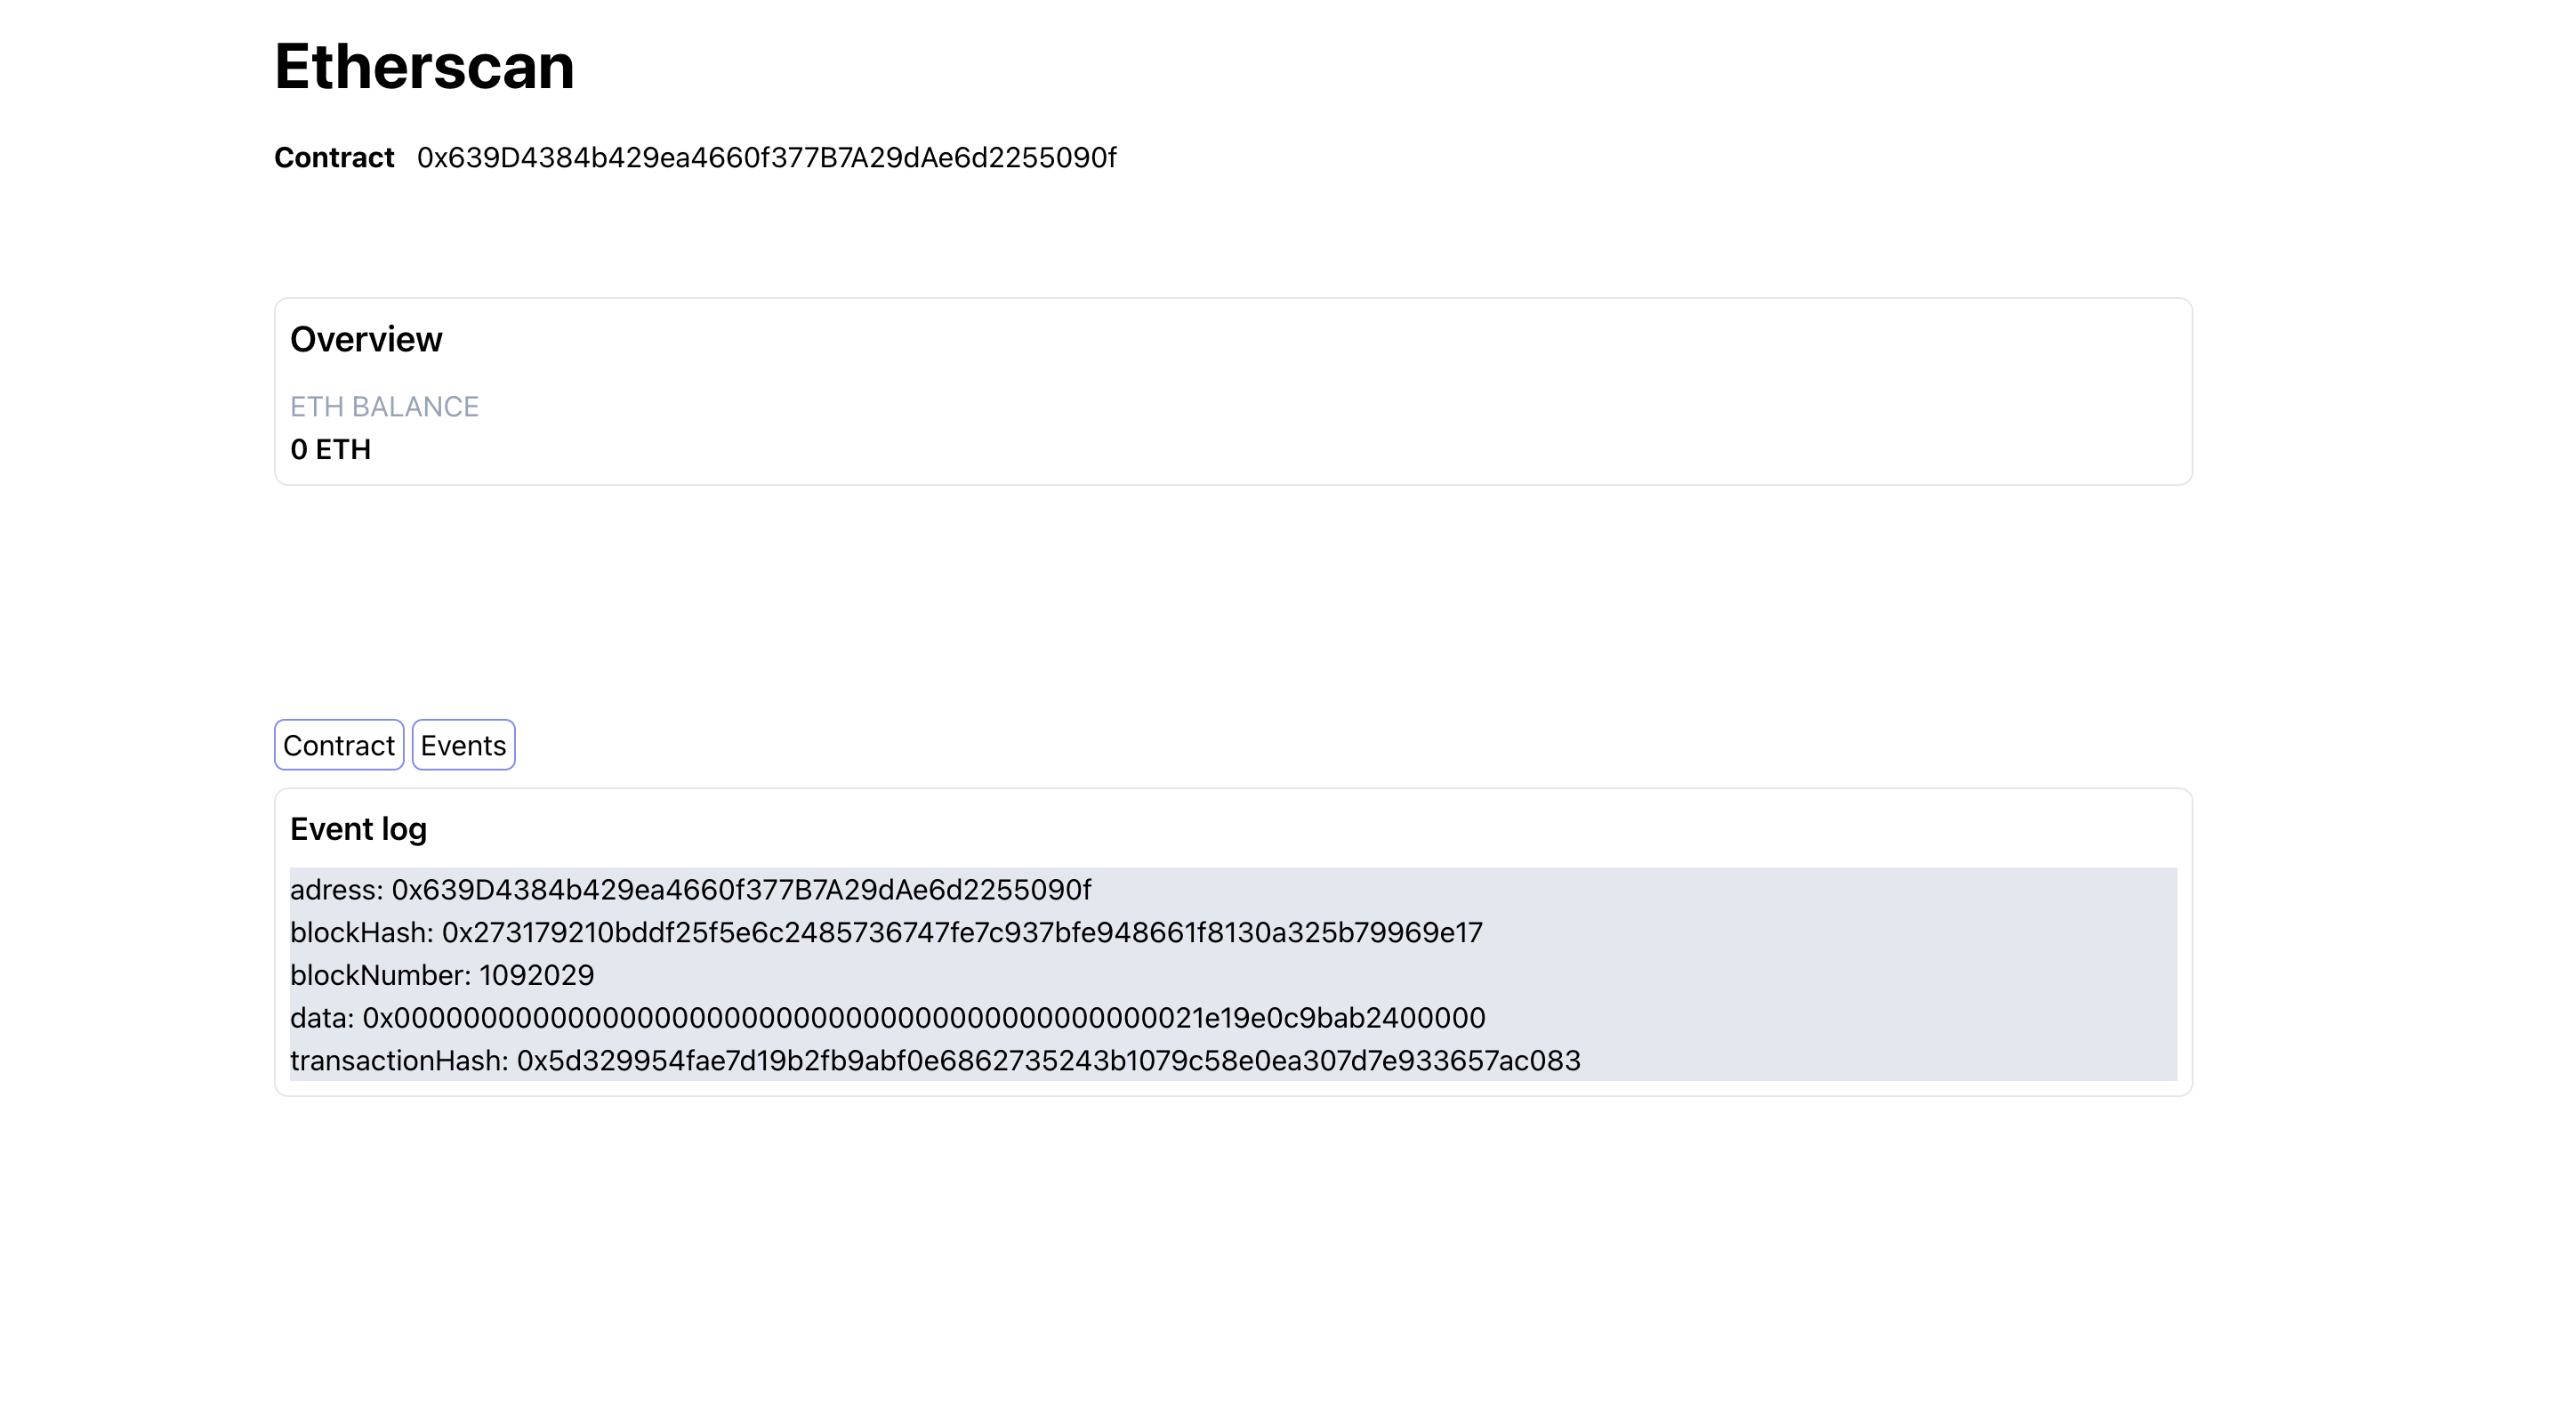 Etherscan
Contract 0x639D4384b429ea4660f377B7A29dAe6d2255090f
Overview
ETH BALANCE
0 ETH
Contract Events
Event log
adress: 0x639D4384b429ea4660f377B7A29dAe6d2255090f
blockHash: 0x273179210bddf25f5e6c2485736747fe7c937bfe948661f8130a325b79969e17
blockNumber: 1092029
data: 0x00000000000000000000000000000000000000000000021e19e0c9bab2400000
transactionHash: 0x5d329954fae7d19b2fb9abf0e6862735243b1079c58e0ea307d7e933657ac083